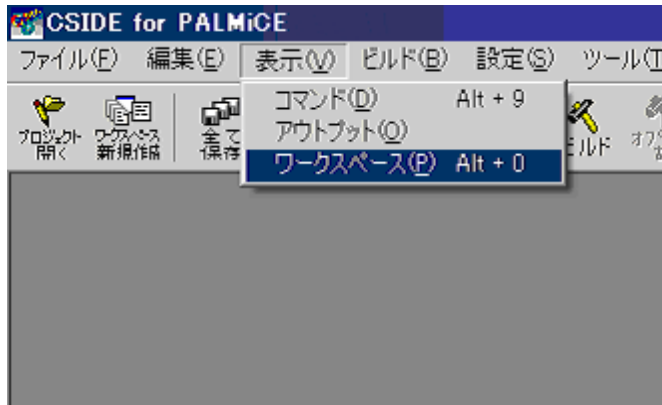 CSIDE for PALMiCE
ファイル(F) 編集(E) 表示(V) ビルド(B) 設定(S) ツール(T
コマンド(D) Alt + 9
アウトプット(O)
ワークスペース(P) Alt + 0
プロジェクト
開く
ワークスペース
新規作成
全て
保存
ビルド